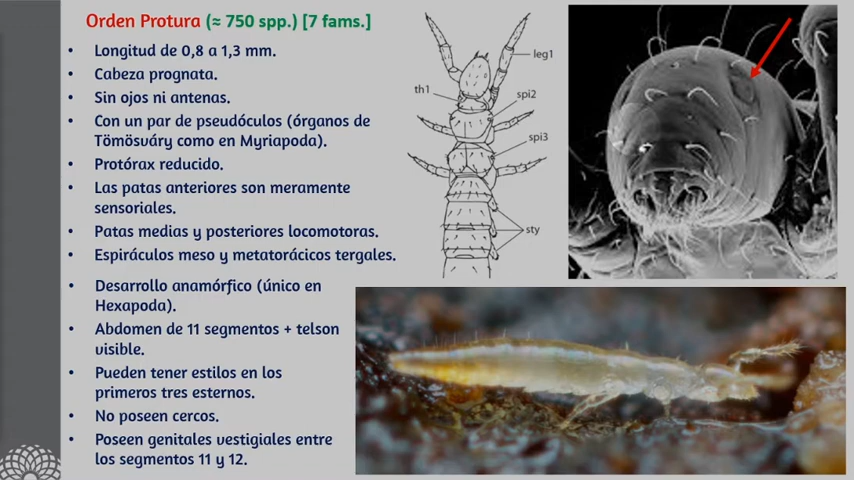 Orden Protura (≈ 750 spp.) [7 fams.]
• Longitud de 0,8 a 1,3 mm.
• Cabeza prognata.
• Sin ojos ni antenas.
• Con un par de pseudóculos (órganos de
Tömösváry como en Myriapoda).
• Protórax reducido.
• Las patas anteriores son meramente
sensoriales.
• Patas medias y posteriores locomotoras.
• Espiráculos meso y metatorácicos tergales.
• Desarrollo anamórfico (único en
Hexapoda).
• Abdomen de 11 segmentos + telson
visible.
• Pueden tener estilos en los
primeros tres esternos.
• No poseen cercos.
• Poseen genitales vestigiales entre
los segmentos 11 y 12.
leg1
th1
spi2
spi3
sty